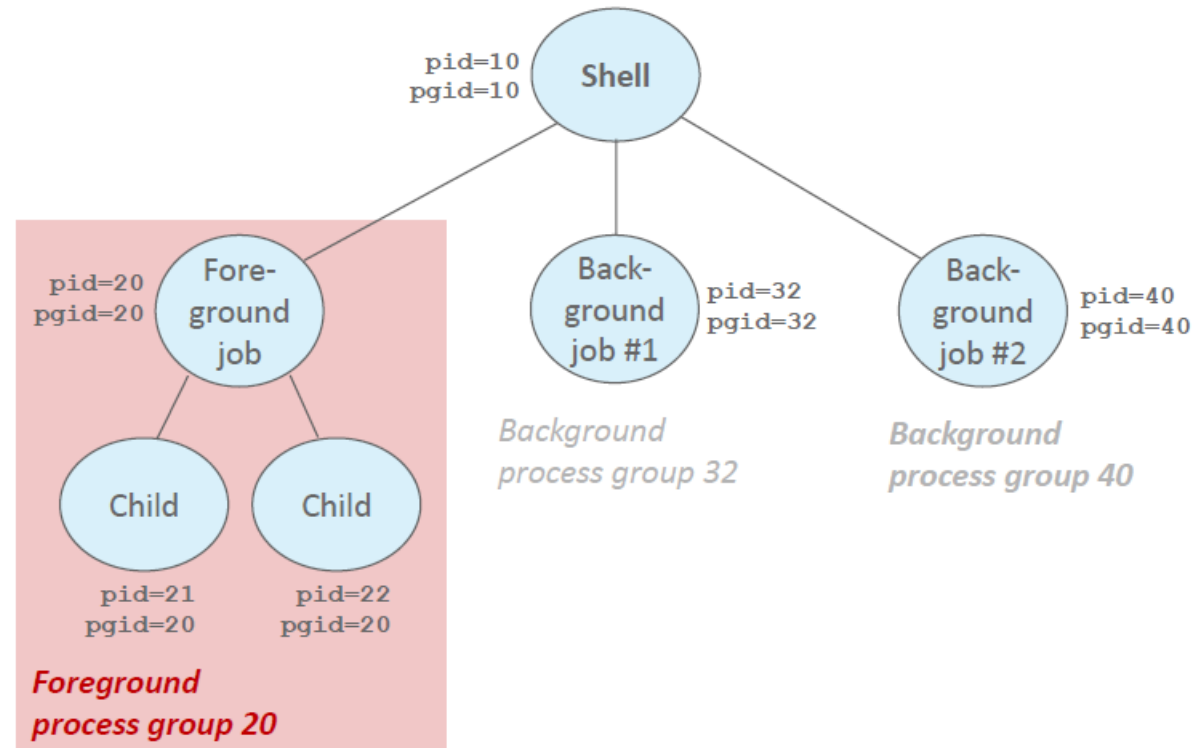 pid=10
pgid=10
Shell
pid=20
pgid=20
Fore-
ground
job
Back-
ground
job #1
pid=32
pgid=32
Back-
ground
job #2
pid=40
pgid=40
Background
process group 32
Background
process group 40
Child
Child
pid=21
pgid=20
pid=22
pgid=20
Foreground
process group 20